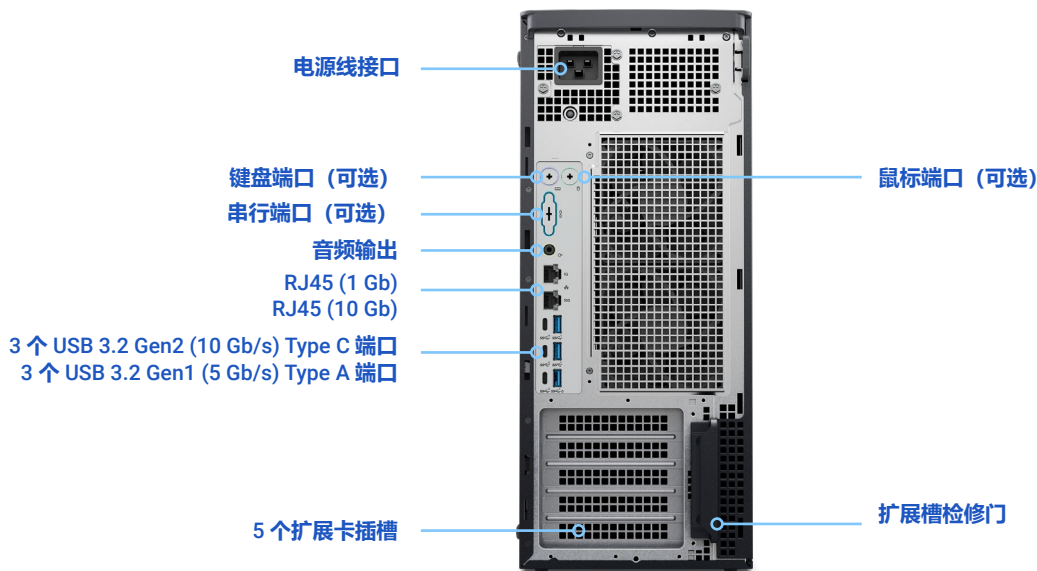 电源线接口
键盘端口（可选）
鼠标端口（可选）
串行端口（可选）
音频输出
RJ45 (1 Gb)
RJ45 (10 Gb)
3 个 USB 3.2 Gen2 (10 Gb/s) Type C 端口
3 个 USB 3.2 Gen1 (5 Gb/s) Type A 端口
5 个扩展卡插槽
扩展槽检修门